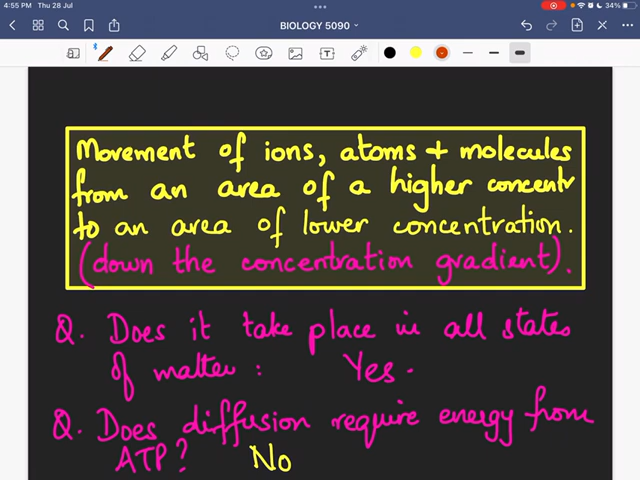 4:55 PM Thu 28 Jul
34%
BIOLOGY 5090
Movement of ions, atoms + molecules
from an area of a higher concentr
to an area of lower concentration.
(down the concentration gradient).
Q. Does it take place in all states
of matter : Yes.
Q. Does diffusion require energy from
ATP? No